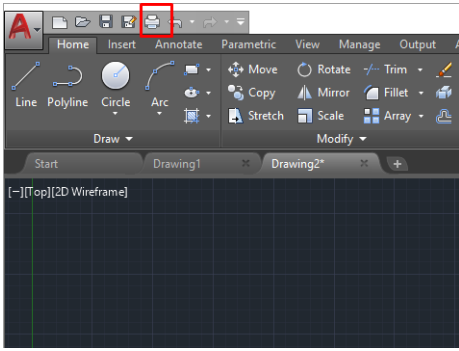 A
Home Insert Annotate Parametric View Manage Output
Move Rotate Trim
Copy Mirror Fillet
Line Polyline Circle Arc
Stretch Scale Array
Draw Modify
Start Drawing1 Drawing2* +
[−][Top][2D Wireframe]